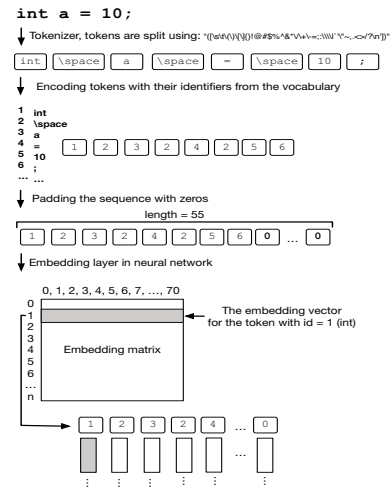 int a = 10;
Tokenizer, tokens are split using:
int \space a \space = \space 10 ;
Encoding tokens with their identifiers from the vocabulary
1 int
2 \space
3 a
4 =
5 10
6 ;
... ...
1 2 3 2 4 2 5 6
Padding the sequence with zeros
length = 55
1 2 3 2 4 2 5 6 0 ... 0
Embedding layer in neural network
0, 1, 2, 3, 4, 5, 6, 7, ..., 70
0
1
2
3
4
5
6
...
n
Embedding matrix
The embedding vector
for the token with id = 1 (int)
1 2 3 2 4 ... 0
...